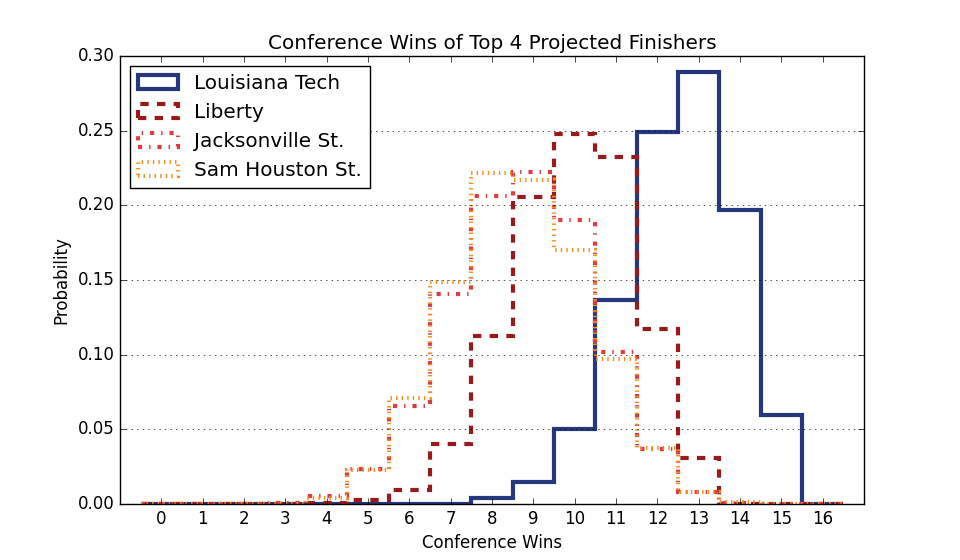 Conference Wins of Top 4 Projected Finishers
0.30
0.25
0.20
0.15
0.10
0.05
0.00
Probability
Louisiana Tech
Liberty
Jacksonville St.
Sam Houston St.
0 1 2 3 4 5 6 7 8 9 10 11 12 13 14 15 16
Conference Wins